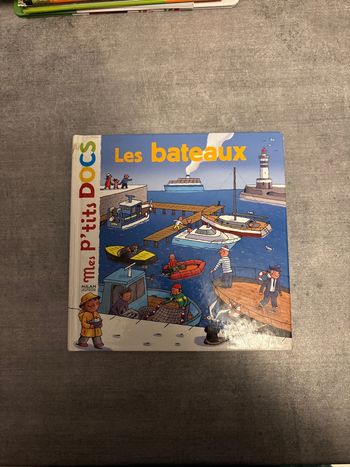 Les bateaux
Mes p'tits DOCS
MILAN